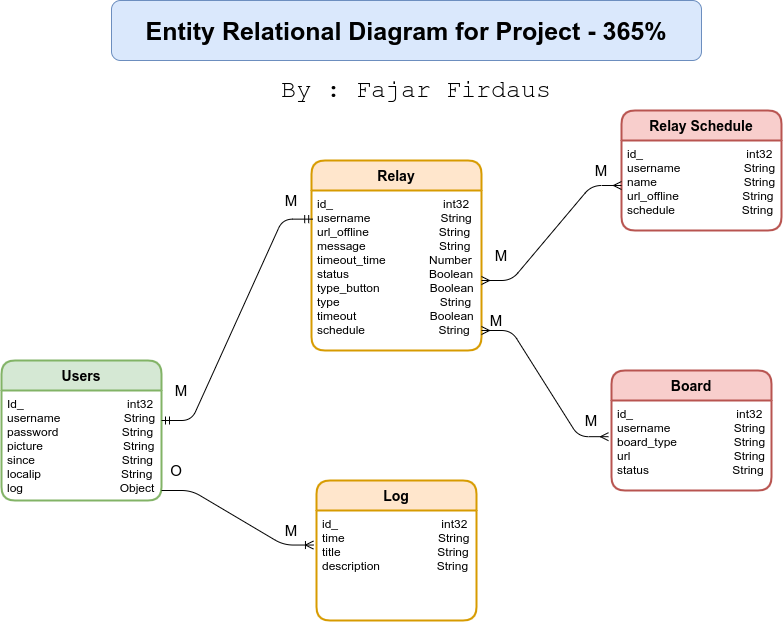 Entity Relational Diagram for Project - 365%
By : Fajar Firdaus
Relay Schedule
id_ int32
username String
name String
url_offline String
schedule String
M
M
Relay
id_ int32
username String
url_offline String
message String
timeout_time Number
status Boolean
type_button Boolean
type String
timeout Boolean
schedule String
M
M
M
Users
Id_ int32
username String
password String
picture String
since String
localip String
log Object
M
O
Board
id_ int32
username String
board_type String
url String
status String
M
Log
id_ int32
time String
title String
description String
M